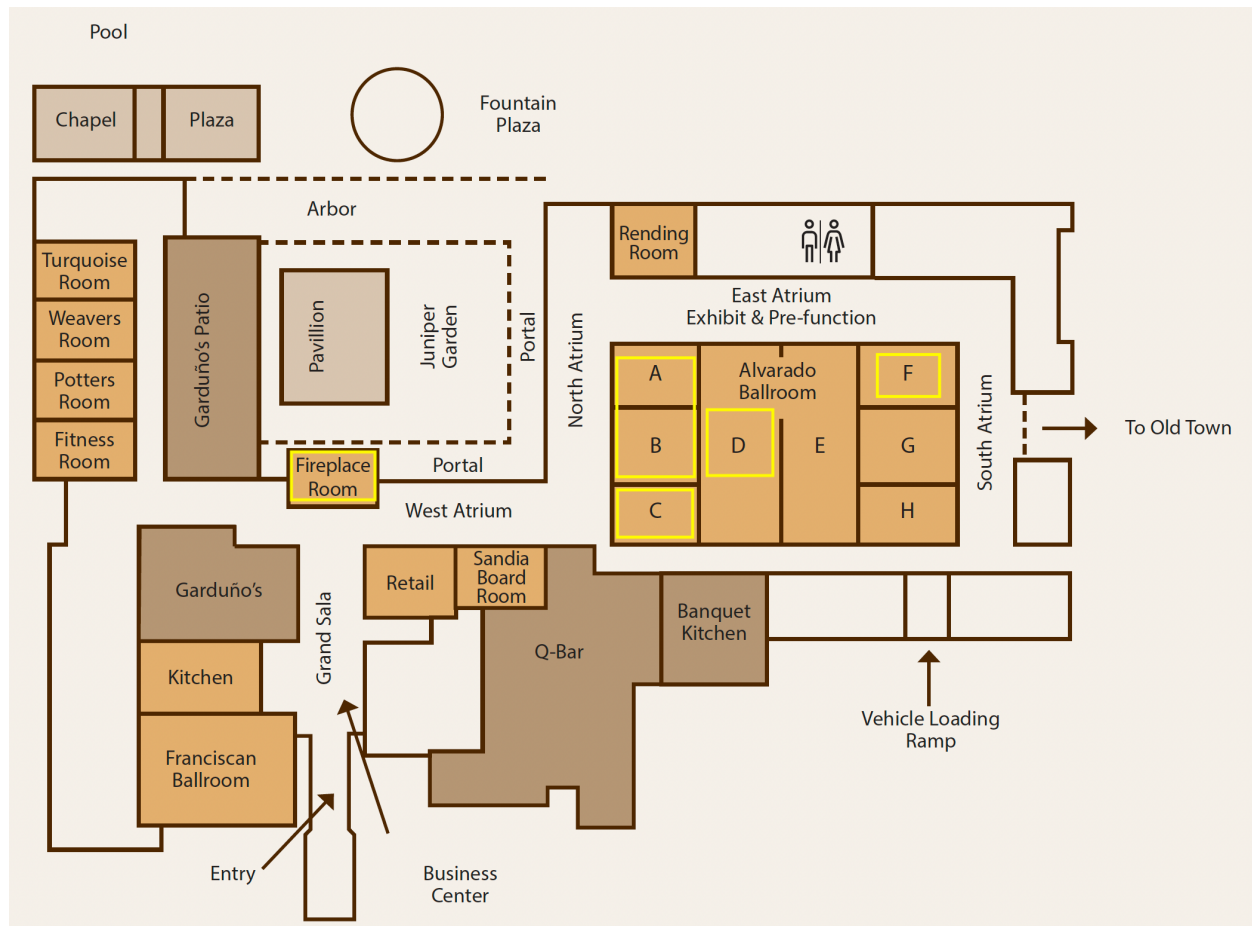 Pool
Chapel
Plaza
Fountain
Plaza
Arbor
Rending
Room
Turquoise
Room
Weavers
Room
Potters
Room
Fitness
Room
Garduño's Patio
Pavillion
Juniper
Garden
Portal
North Atrium
East Atrium
Exhibit & Pre-function
A
B
C
Alvarado
Ballroom
D
E
F
G
H
South Atrium
To Old Town
Fireplace
Room
Portal
West Atrium
Garduño's
Grand Sala
Retail
Sandia
Board
Room
Q-Bar
Banquet
Kitchen
Kitchen
Franciscan
Ballroom
Vehicle Loading
Ramp
Entry
Business
Center